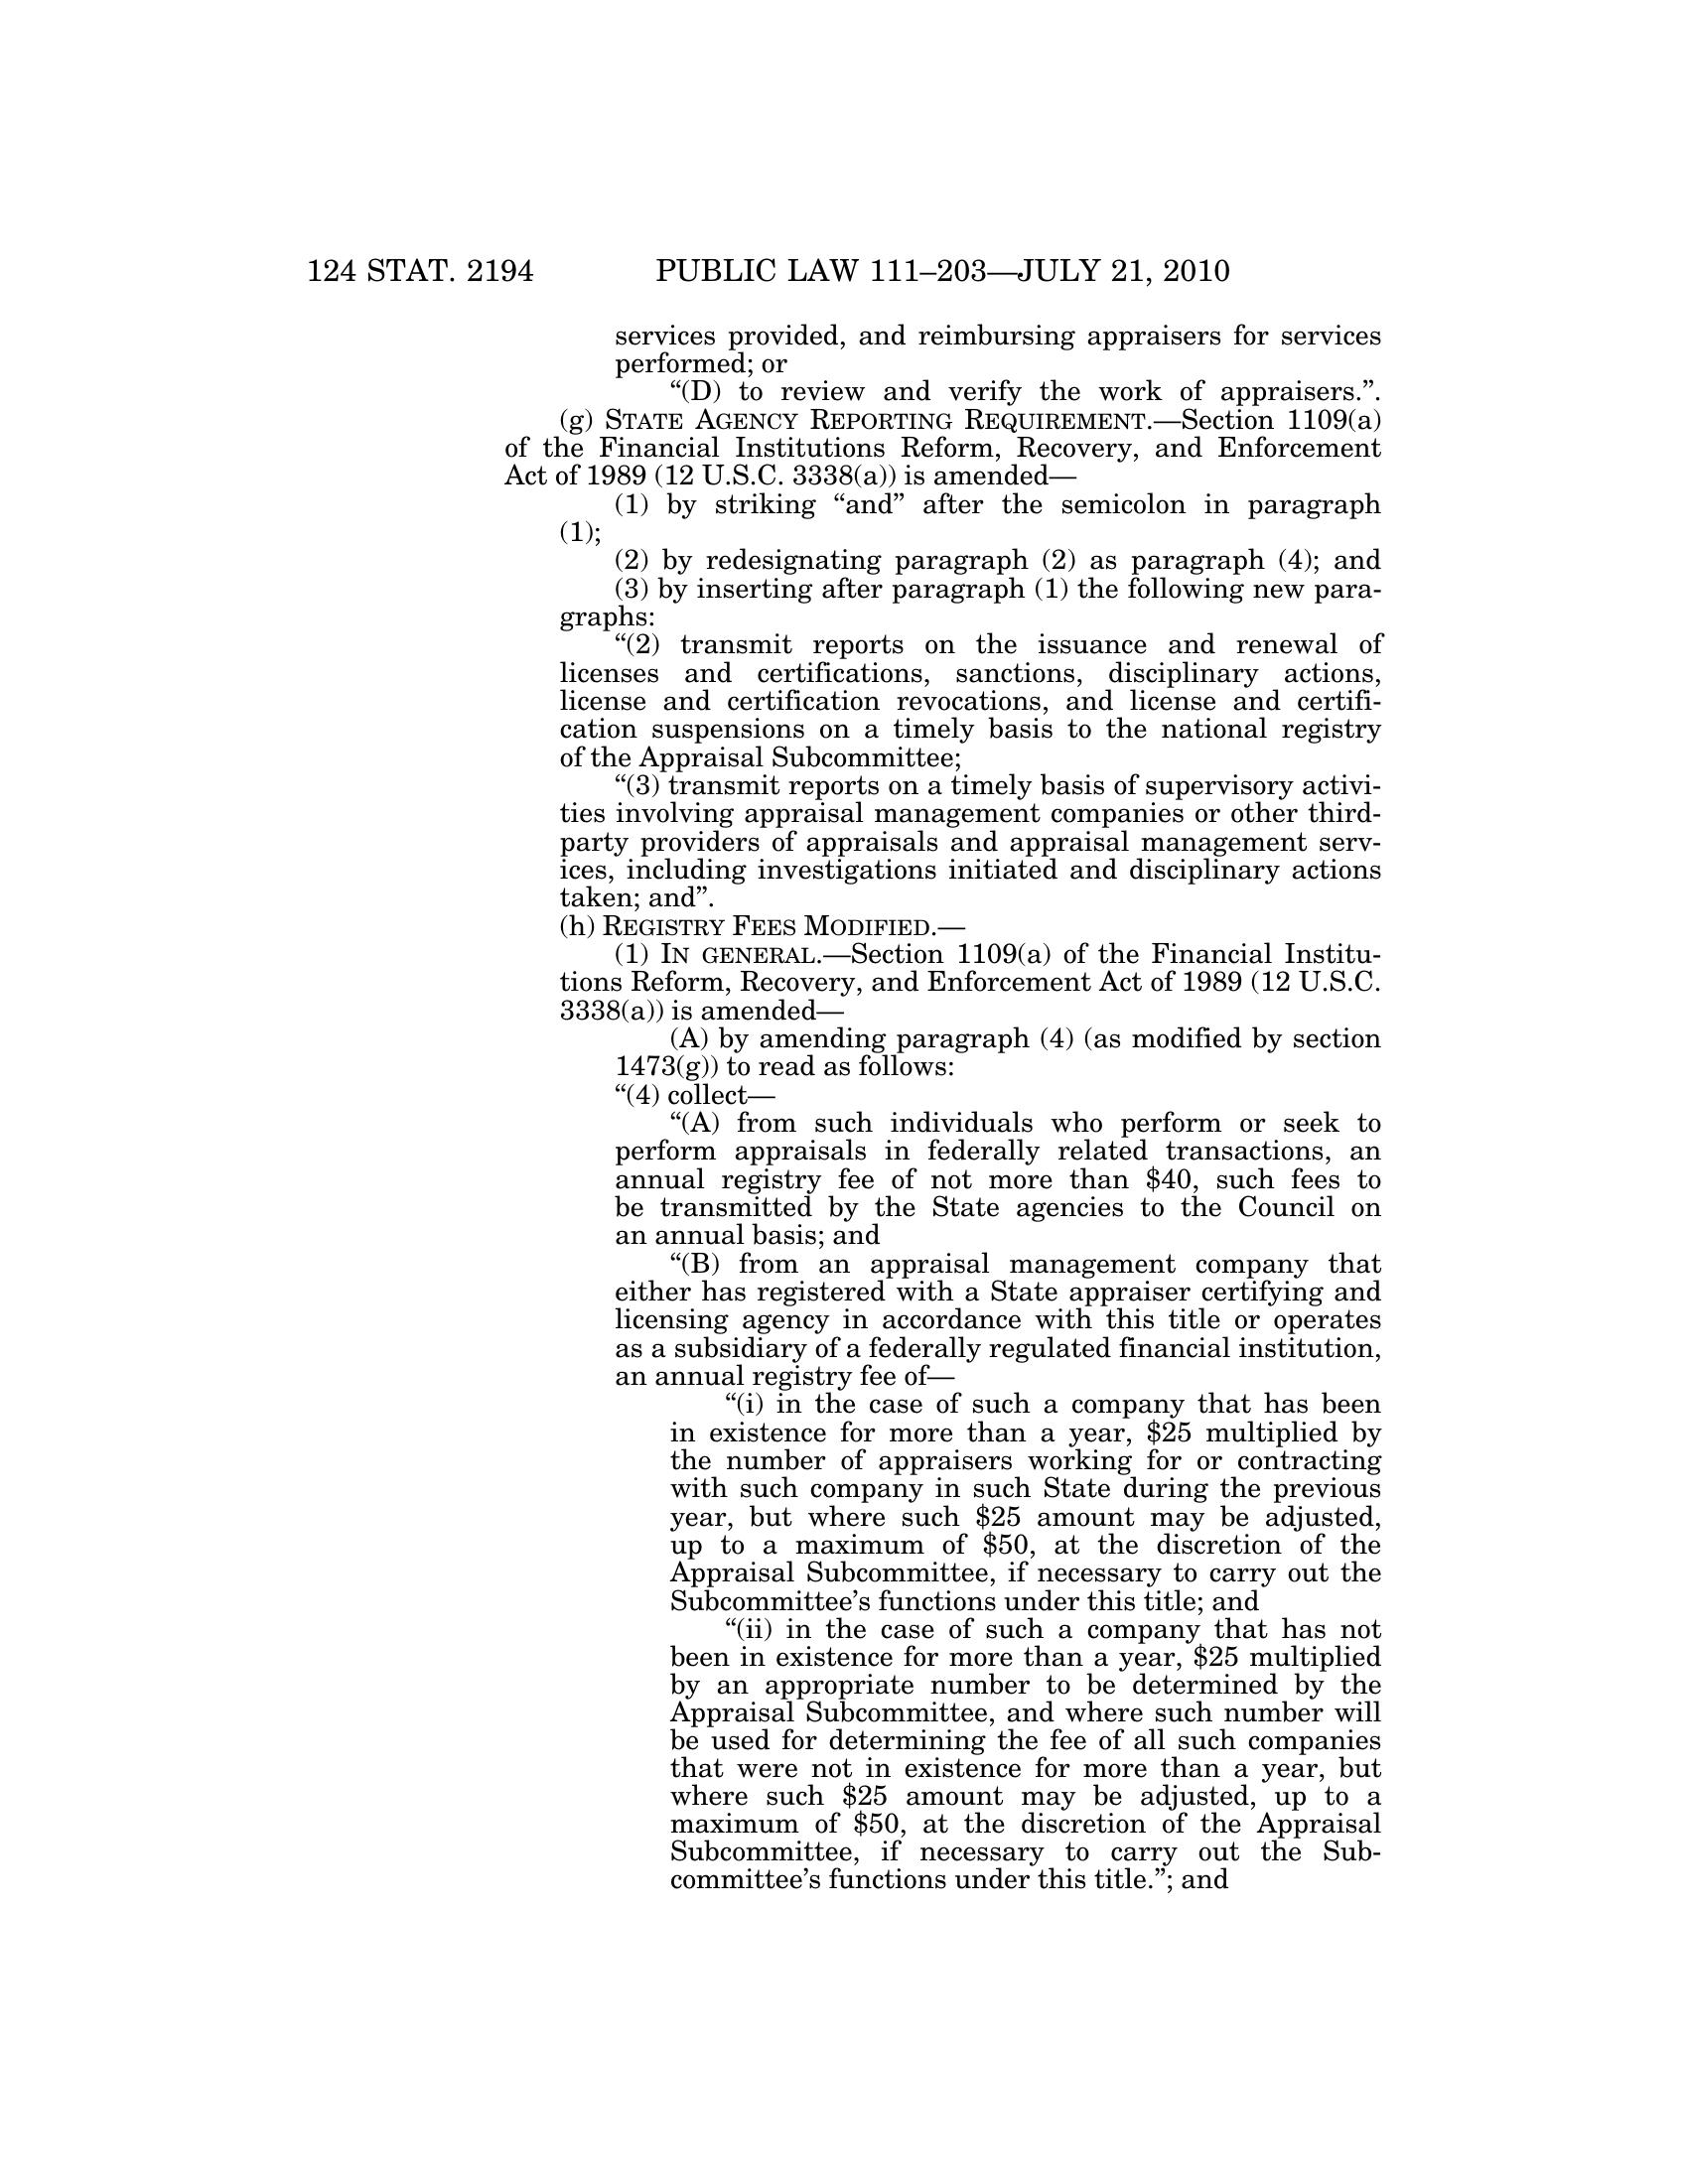 124 STAT. 2194 PUBLIC LAW 111–203—JULY 21, 2010
services provided, and reimbursing appraisers for services
performed; or
“(D) to review and verify the work of appraisers.”.
(g) STATE AGENCY REPORTING REQUIREMENT.—Section 1109(a)
of the Financial Institutions Reform, Recovery, and Enforcement
Act of 1989 (12 U.S.C. 3338(a)) is amended—
(1) by striking “and” after the semicolon in paragraph
(1);
(2) by redesignating paragraph (2) as paragraph (4); and
(3) by inserting after paragraph (1) the following new para-
graphs:
“(2) transmit reports on the issuance and renewal of
licenses and certifications, sanctions, disciplinary actions,
license and certification revocations, and license and certifi-
cation suspensions on a timely basis to the national registry
of the Appraisal Subcommittee;
“(3) transmit reports on a timely basis of supervisory activi-
ties involving appraisal management companies or other third-
party providers of appraisals and appraisal management serv-
ices, including investigations initiated and disciplinary actions
taken; and”.
(h) REGISTRY FEES MODIFIED.—
(1) IN GENERAL.—Section 1109(a) of the Financial Institu-
tions Reform, Recovery, and Enforcement Act of 1989 (12 U.S.C.
3338(a)) is amended—
(A) by amending paragraph (4) (as modified by section
1473(g)) to read as follows:
“(4) collect—
“(A) from such individuals who perform or seek to
perform appraisals in federally related transactions, an
annual registry fee of not more than $40, such fees to
be transmitted by the State agencies to the Council on
an annual basis; and
“(B) from an appraisal management company that
either has registered with a State appraiser certifying and
licensing agency in accordance with this title or operates
as a subsidiary of a federally regulated financial institution,
an annual registry fee of—
“(i) in the case of such a company that has been
in existence for more than a year, $25 multiplied by
the number of appraisers working for or contracting
with such company in such State during the previous
year, but where such $25 amount may be adjusted,
up to a maximum of $50, at the discretion of the
Appraisal Subcommittee, if necessary to carry out the
Subcommittee’s functions under this title; and
“(ii) in the case of such a company that has not
been in existence for more than a year, $25 multiplied
by an appropriate number to be determined by the
Appraisal Subcommittee, and where such number will
be used for determining the fee of all such companies
that were not in existence for more than a year, but
where such $25 amount may be adjusted, up to a
maximum of $50, at the discretion of the Appraisal
Subcommittee, if necessary to carry out the Sub-
committee’s functions under this title.”; and